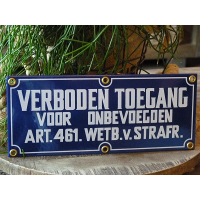 VERBODEN TOEGANG
VOOR ONBEVOEGDEN
ART. 461. WETB. v. STRAFR.